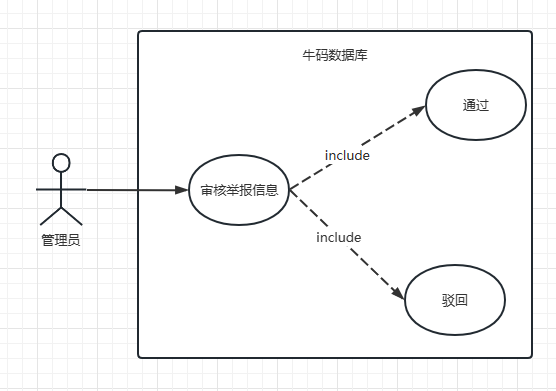 牛码数据库
通过
include
审核举报信息
include
管理员
驳回